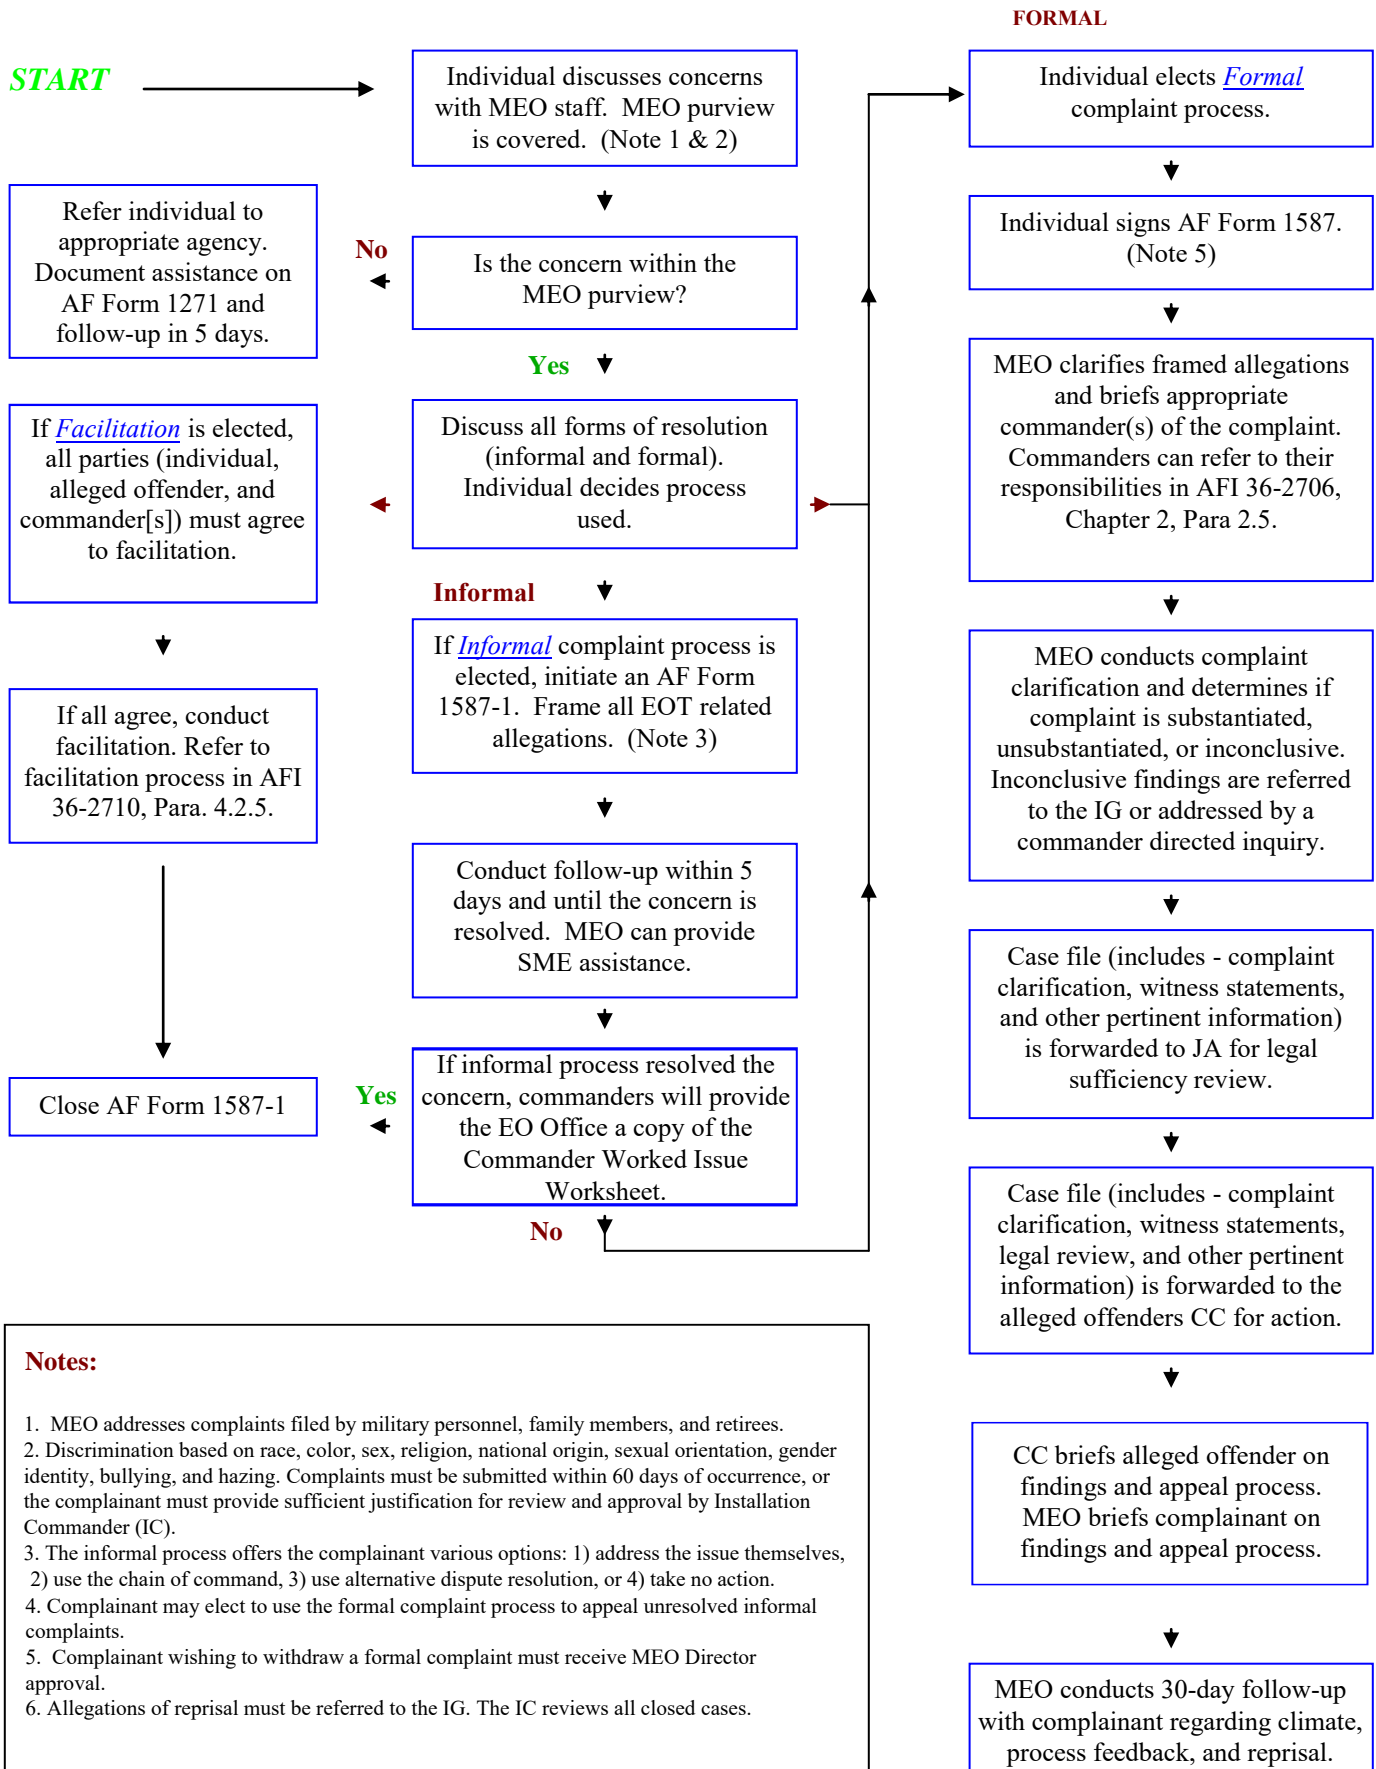 START
Individual discusses concerns
with MEO staff.  MEO purview
is covered.  (Note 1 & 2)
Is the concern within the
MEO purview?
No
Refer individual to
appropriate agency.
Document assistance on
AF Form 1271 and
follow-up in 5 days.
Yes
Discuss all forms of resolution
(informal and formal).
Individual decides process
used.
If Facilitation is elected,
all parties (individual,
alleged offender, and
commander[s]) must agree
to facilitation.
If all agree, conduct
facilitation. Refer to
facilitation process in AFI
36-2710, Para. 4.2.5.
Close AF Form 1587-1
Informal
If Informal complaint process is
elected, initiate an AF Form
1587-1.  Frame all EOT related
allegations.  (Note 3)
Conduct follow-up within 5
days and until the concern is
resolved.  MEO can provide
SME assistance.
If informal process resolved the
concern, commanders will provide
the EO Office a copy of the
Commander Worked Issue
Worksheet.
Yes
No
FORMAL
Individual elects Formal
complaint process.
Individual signs AF Form 1587.
(Note 5)
MEO clarifies framed allegations
and briefs appropriate
commander(s) of the complaint.
Commanders can refer to their
responsibilities in AFI 36-2706,
Chapter 2, Para 2.5.
MEO conducts complaint
clarification and determines if
complaint is substantiated,
unsubstantiated, or inconclusive.
Inconclusive findings are referred
to the IG or addressed by a
commander directed inquiry.
Case file (includes - complaint
clarification, witness statements,
and other pertinent information)
is forwarded to JA for legal
sufficiency review.
Case file (includes - complaint
clarification, witness statements,
legal review, and other pertinent
information) is forwarded to the
alleged offenders CC for action.
CC briefs alleged offender on
findings and appeal process.
MEO briefs complainant on
findings and appeal process.
MEO conducts 30-day follow-up
with complainant regarding climate,
process feedback, and reprisal.
Notes:
1.  MEO addresses complaints filed by military personnel, family members, and retirees.
2. Discrimination based on race, color, sex, religion, national origin, sexual orientation, gender
identity, bullying, and hazing. Complaints must be submitted within 60 days of occurrence, or
the complainant must provide sufficient justification for review and approval by Installation
Commander (IC).
3. The informal process offers the complainant various options: 1) address the issue themselves,
2) use the chain of command, 3) use alternative dispute resolution, or 4) take no action.
4. Complainant may elect to use the formal complaint process to appeal unresolved informal
complaints.
5.  Complainant wishing to withdraw a formal complaint must receive MEO Director
approval.
6. Allegations of reprisal must be referred to the IG. The IC reviews all closed cases.